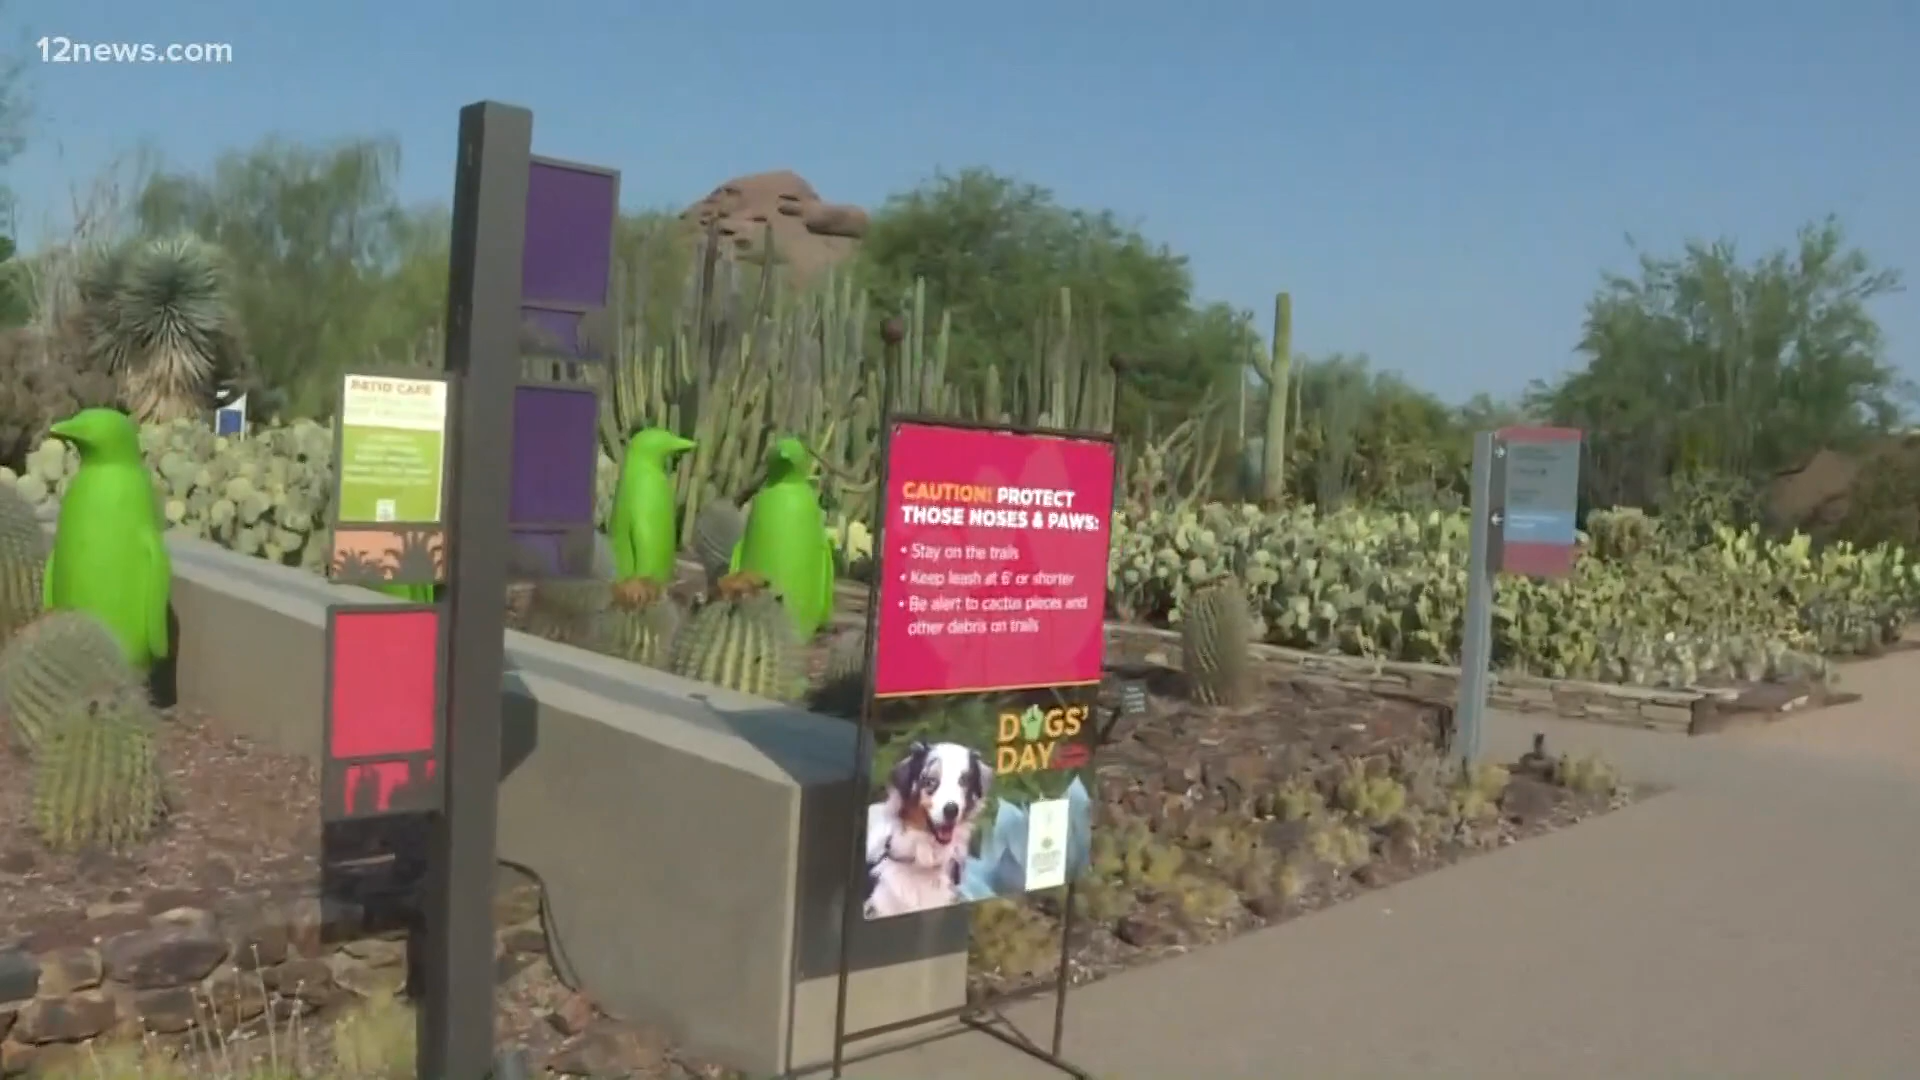 12news.com
PATIO CAFE
CAUTION! PROTECT
THOSE NOSES & PAWS:
• Stay on the trails
• Keep leash at 6' or shorter
• Be alert to cactus pieces and
other debris on trails
DOGS'
DAY